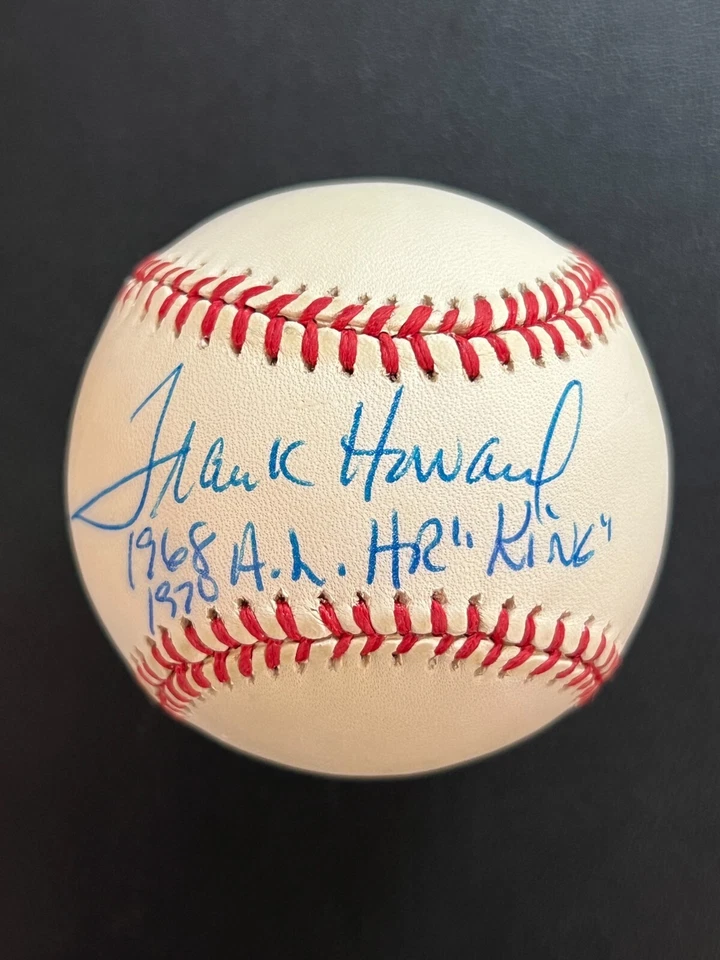 Frank Howard
1968 A.L. HR" "KiNG"
1970